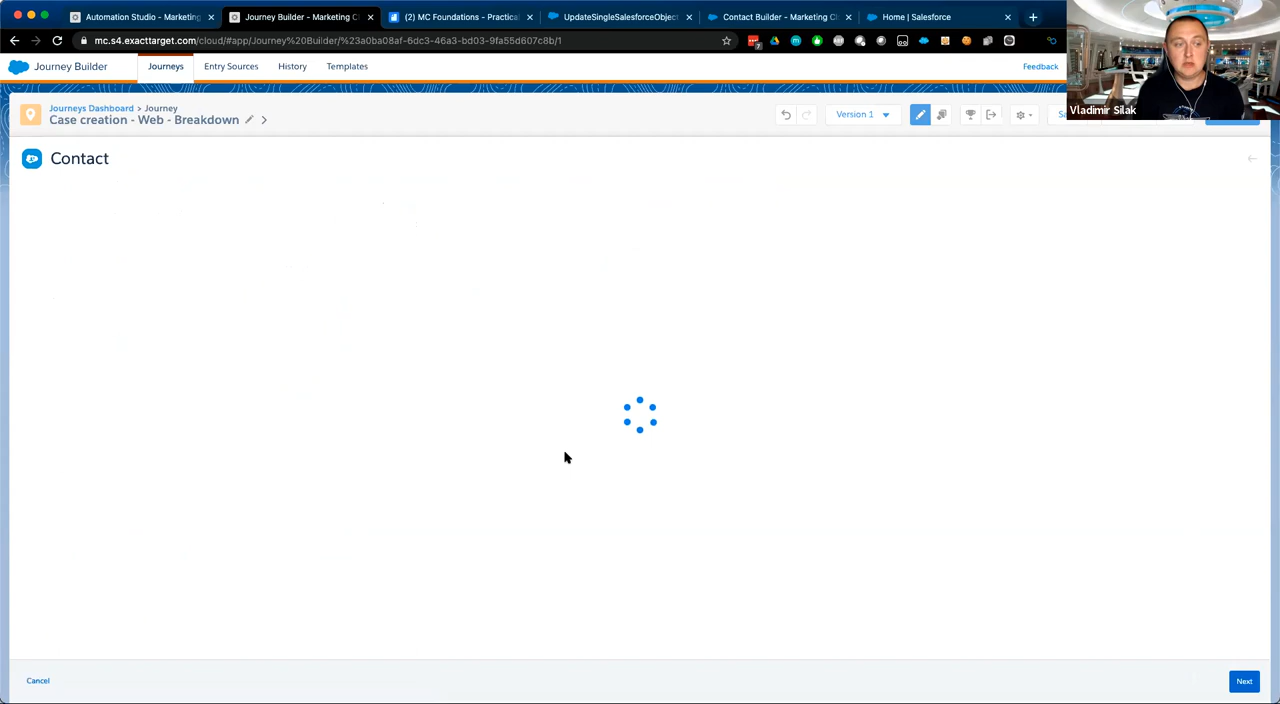 Automation Studio - Marketing
Journey Builder - Marketing Cl
(2) MC Foundations - Practica
UpdateSingleSalesforceObjec
Contact Builder - Marketing C
Home | Salesforce
mc.s4.exacttarget.com/cloud/#app/Journey%20Builder/%23a0ba08af-6dc3-46a3-bd03-9fa55d607c8b/1
Journey Builder
Journeys
Entry Sources
History
Templates
Feedback
Vladimir Silak
Journeys Dashboard > Journey
Case creation - Web - Breakdown
Version 1
Contact
Cancel
Next